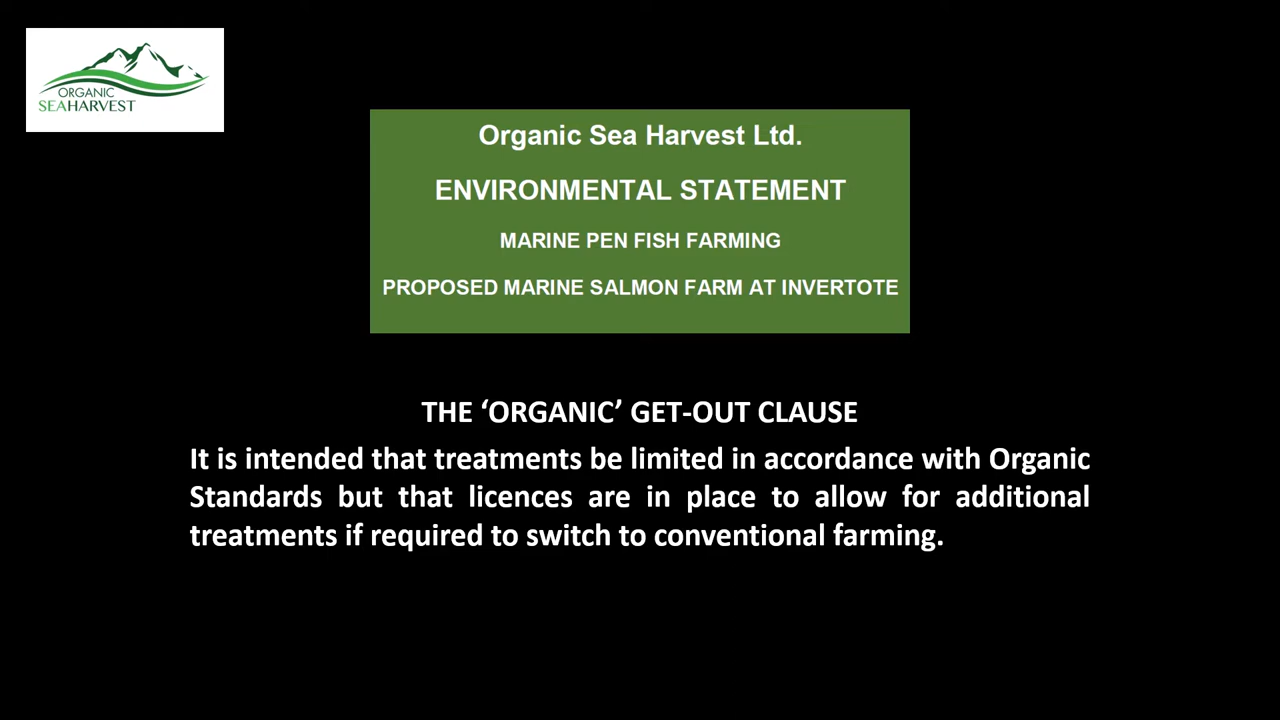 ORGANIC
SEAHARVEST
Organic Sea Harvest Ltd.
ENVIRONMENTAL STATEMENT
MARINE PEN FISH FARMING
PROPOSED MARINE SALMON FARM AT INVERTOTE
THE ‘ORGANIC’ GET-OUT CLAUSE
It is intended that treatments be limited in accordance with Organic
Standards but that licences are in place to allow for additional
treatments if required to switch to conventional farming.